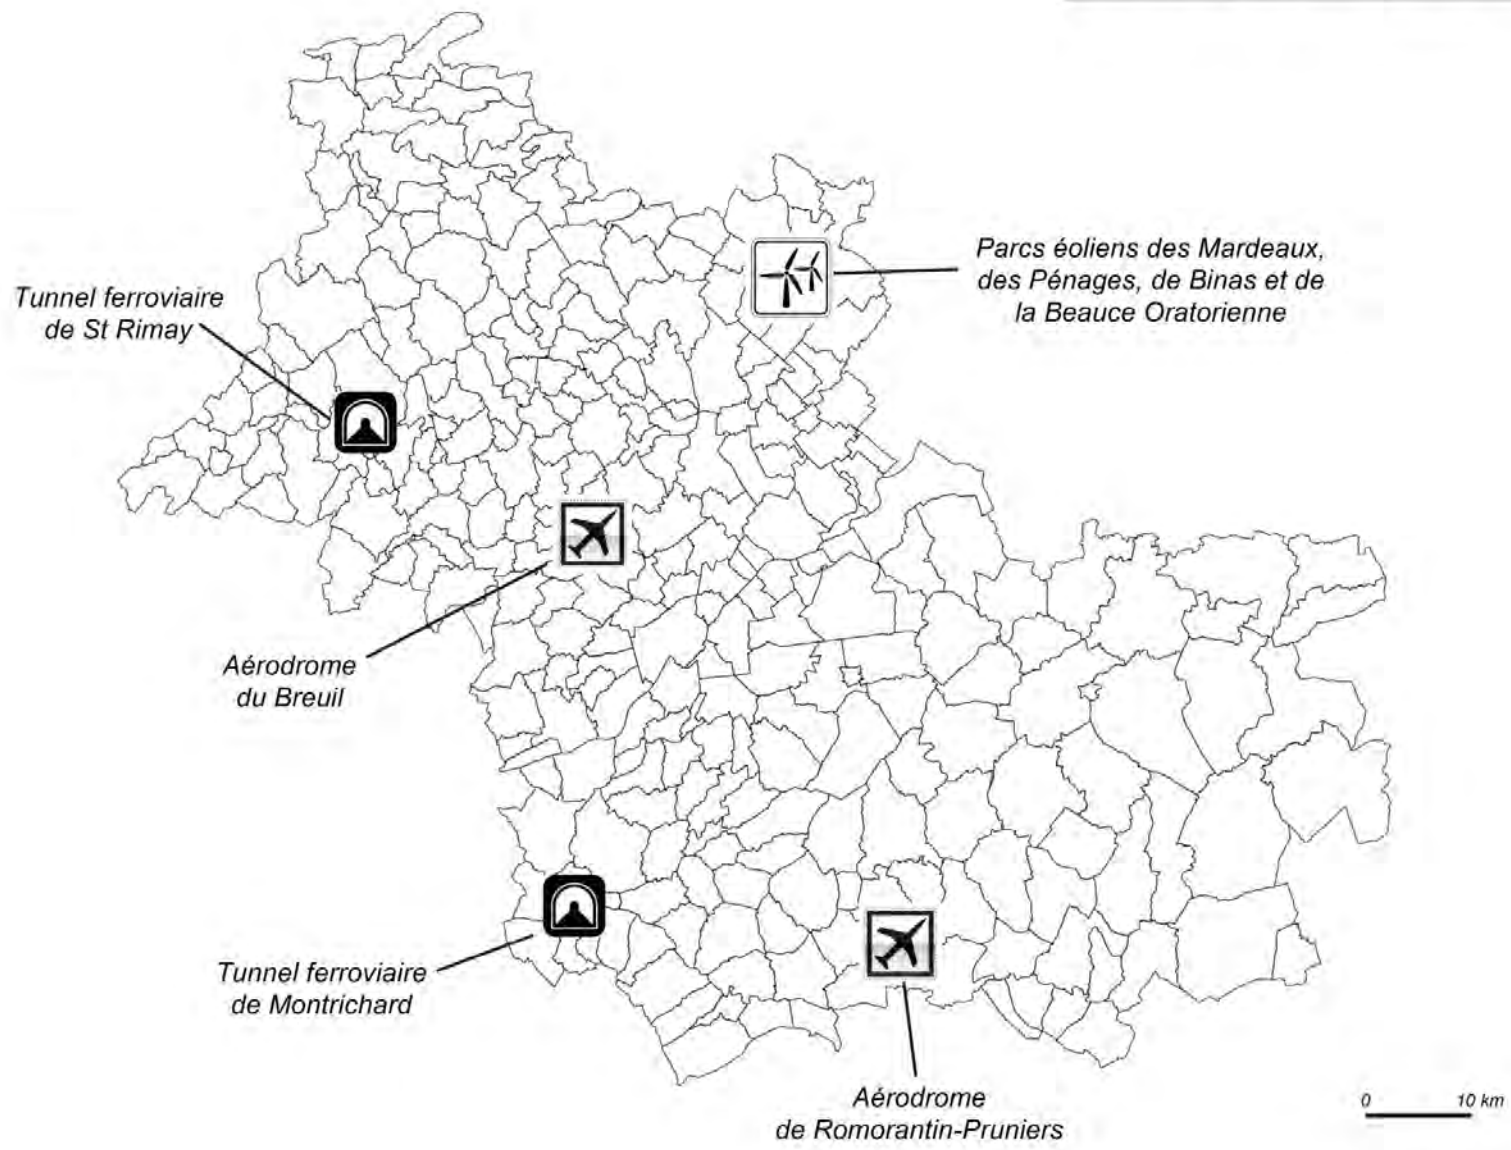 Parcs éoliens des Mardeaux,
des Pénages, de Binas et de
la Beauce Oratorienne
Tunnel ferroviaire
de St Rimay
Aérodrome
du Breuil
Tunnel ferroviaire
de Montrichard
Aérodrome
de Romorantin-Pruniers
0 10 km